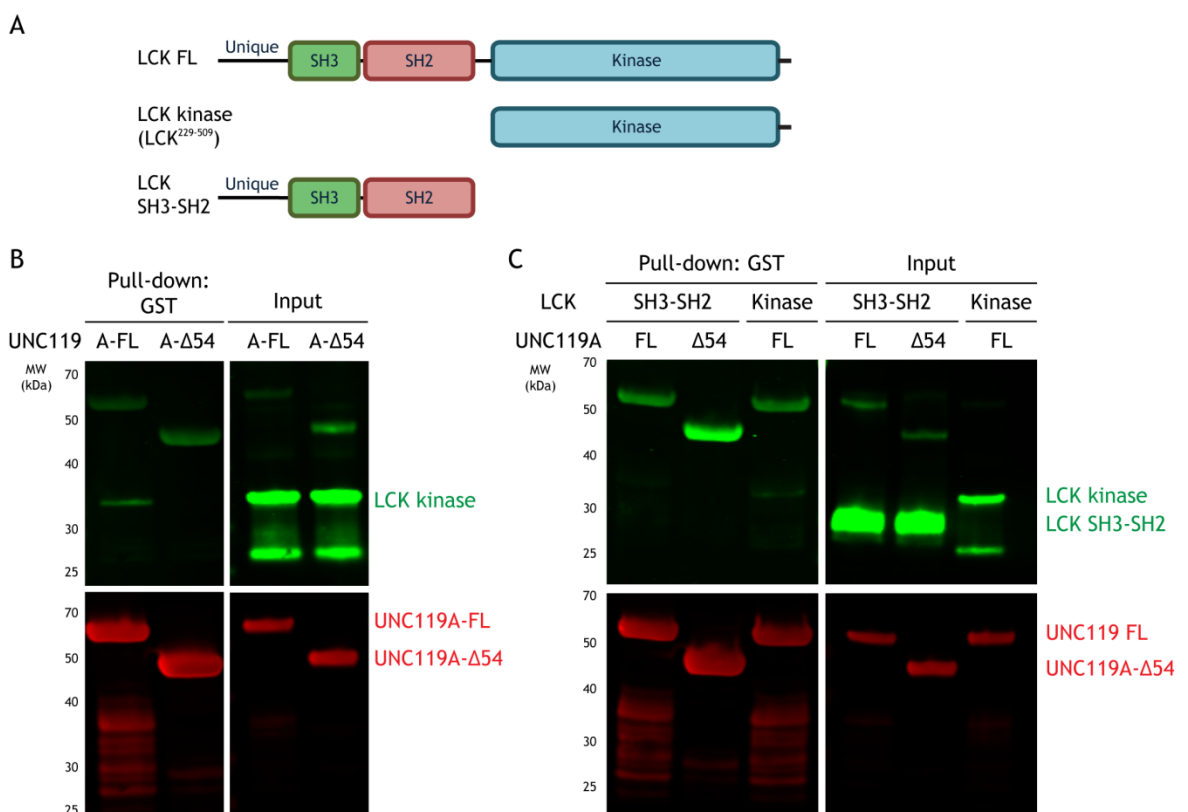 A
LCK FL
Unique
SH3
SH2
Kinase
LCK kinase
(LCK229-509)
Kinase
LCK
SH3-SH2
Unique
SH3
SH2
B
Pull-down:
GST
Input
UNC119 A-FL A-Δ54 A-FL A-Δ54
MW
(kDa)
70
50
40
30
25
LCK kinase
70
50
40
30
25
UNC119A-FL
UNC119A-Δ54
C
Pull-down: GST Input
LCK SH3-SH2 Kinase SH3-SH2 Kinase
UNC119A FL Δ54 FL FL Δ54 FL
MW
(kDa)
70
50
40
30
25
LCK kinase
LCK SH3-SH2
70
50
40
30
25
UNC119 FL
UNC119A-Δ54